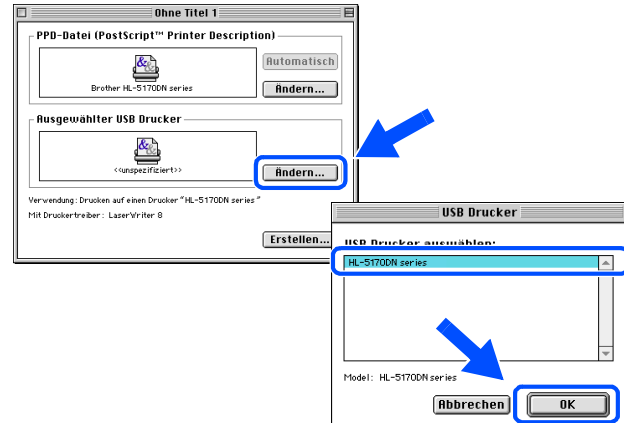 Ohne Titel 1
PPD-Datei (PostScript™ Printer Description)
Automatisch
Brother HL-5170DN series
Ändern...
Ausgewählter USB Drucker
<<unspezifiziert>>
Ändern...
Verwendung: Drucken auf einen Drucker "HL-5170DN series"
Mit Druckertreiber: LaserWriter 8
Erstellen...
USB Drucker
USB Drucker auswählen:
HL-5170DN series
Model: HL-5170DN series
Abbrechen
OK